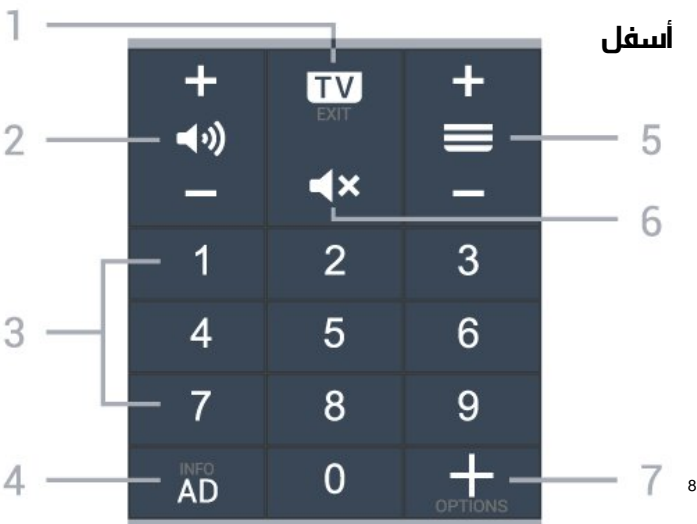 أسفل
1
+ TV +
EXIT
2 5
− −
6
1 2 3
3
4 5 6
7 8 9
INFO
4 AD 0 + 7 8
OPTIONS